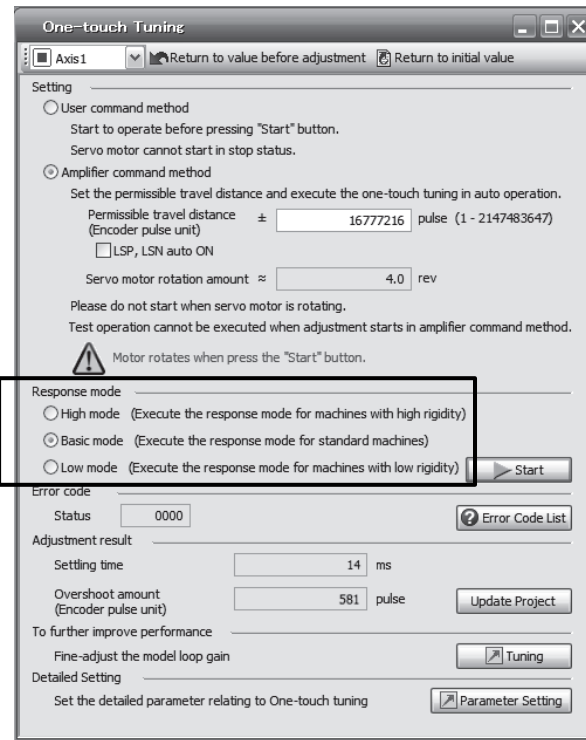 One-touch Tuning
Axis1 Return to value before adjustment Return to initial value
Setting
User command method
Start to operate before pressing "Start" button.
Servo motor cannot start in stop status.
Amplifier command method
Set the permissible travel distance and execute the one-touch tuning in auto operation.
Permissible travel distance ± 16777216 pulse (1 - 2147483647)
(Encoder pulse unit)
LSP, LSN auto ON
Servo motor rotation amount ≈ 4.0 rev
Please do not start when servo motor is rotating.
Test operation cannot be executed when adjustment starts in amplifier command method.
Motor rotates when press the "Start" button.
Response mode
High mode (Execute the response mode for machines with high rigidity)
Basic mode (Execute the response mode for standard machines)
Low mode (Execute the response mode for machines with low rigidity) Start
Error code
Status 0000 Error Code List
Adjustment result
Settling time 14 ms
Overshoot amount 581 pulse Update Project
(Encoder pulse unit)
To further improve performance
Fine-adjust the model loop gain Tuning
Detailed Setting
Set the detailed parameter relating to One-touch tuning Parameter Setting